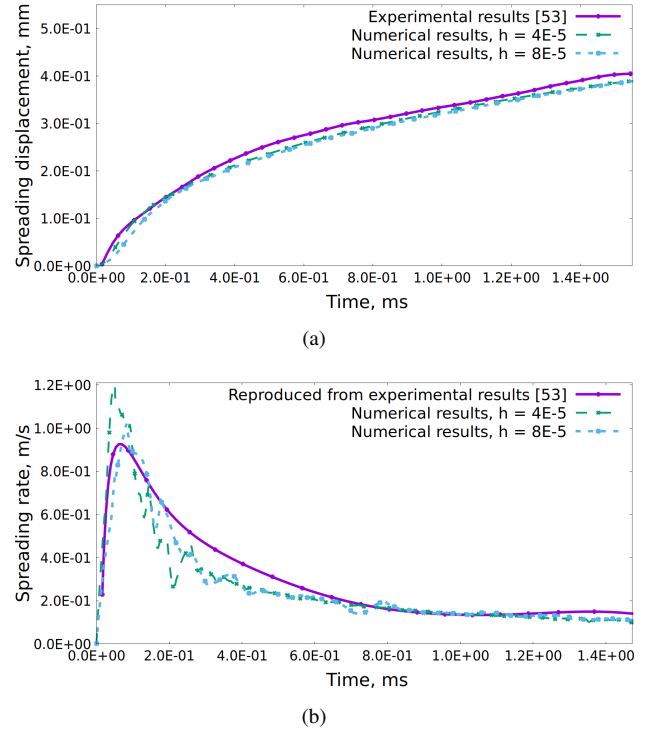 Experimental results [53]
Numerical results, h = 4E-5
Numerical results, h = 8E-5
Spreading displacement, mm
5.0E-01
4.0E-01
3.0E-01
2.0E-01
1.0E-01
0.0E+00
0.0E+00 2.0E-01 4.0E-01 6.0E-01 8.0E-01 1.0E+00 1.2E+00 1.4E+00
Time, ms
(a)
Reproduced from experimental results [53]
Numerical results, h = 4E-5
Numerical results, h = 8E-5
Spreading rate, m/s
1.2E+00
1.0E+00
8.0E-01
6.0E-01
4.0E-01
2.0E-01
0.0E+00
0.0E+00 2.0E-01 4.0E-01 6.0E-01 8.0E-01 1.0E+00 1.2E+00 1.4E+00
Time, ms
(b)